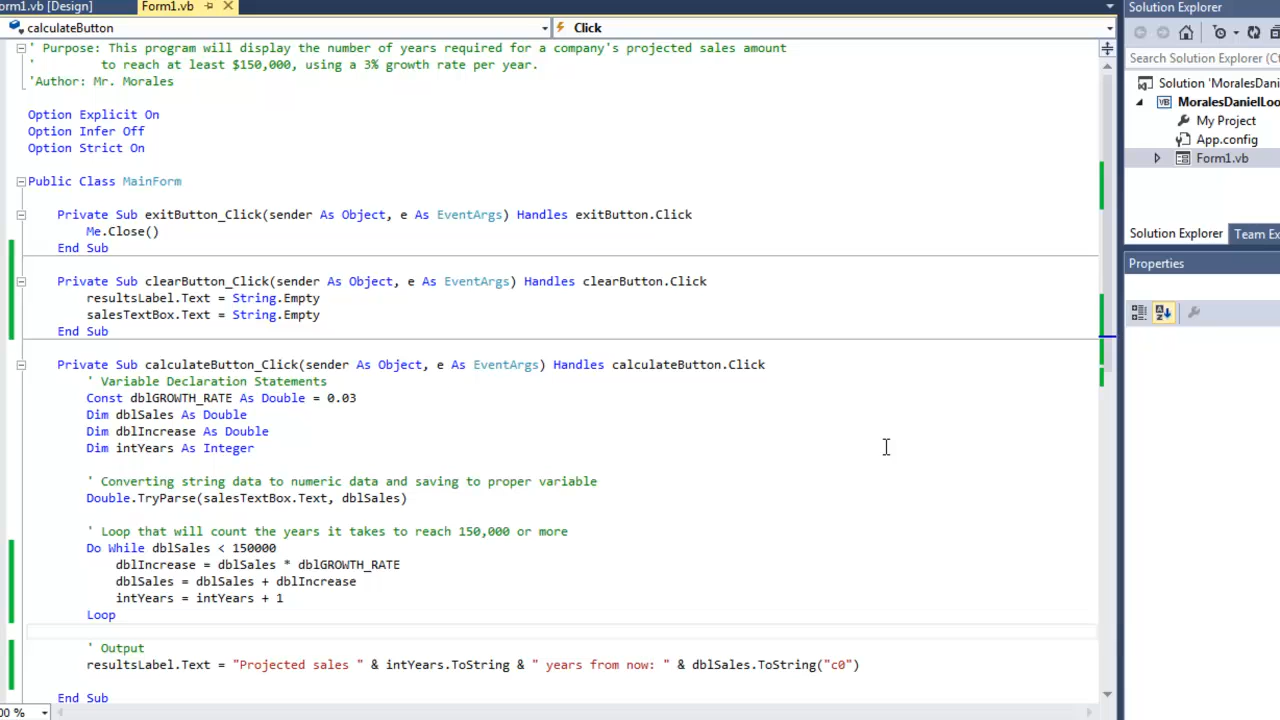 orm1.vb [Design]
Form1.vb
calculateButton
Click
' Purpose: This program will display the number of years required for a company's projected sales amount
' to reach at least $150,000, using a 3% growth rate per year.
'Author: Mr. Morales
Option Explicit On
Option Infer Off
Option Strict On
Public Class MainForm
Private Sub exitButton_Click(sender As Object, e As EventArgs) Handles exitButton.Click
Me.Close()
End Sub
Private Sub clearButton_Click(sender As Object, e As EventArgs) Handles clearButton.Click
resultsLabel.Text = String.Empty
salesTextBox.Text = String.Empty
End Sub
Private Sub calculateButton_Click(sender As Object, e As EventArgs) Handles calculateButton.Click
' Variable Declaration Statements
Const dblGROWTH_RATE As Double = 0.03
Dim dblSales As Double
Dim dblIncrease As Double
Dim intYears As Integer
' Converting string data to numeric data and saving to proper variable
Double.TryParse(salesTextBox.Text, dblSales)
' Loop that will count the years it takes to reach 150,000 or more
Do While dblSales < 150000
dblIncrease = dblSales * dblGROWTH_RATE
dblSales = dblSales + dblIncrease
intYears = intYears + 1
Loop
' Output
resultsLabel.Text = "Projected sales " & intYears.ToString & " years from now: " & dblSales.ToString("c0")
End Sub
00 %
Solution Explorer
Search Solution Explorer (Ct
Solution 'MoralesDani
VB MoralesDanielLoo
My Project
App.config
Form1.vb
Solution Explorer
Team Ex
Properties